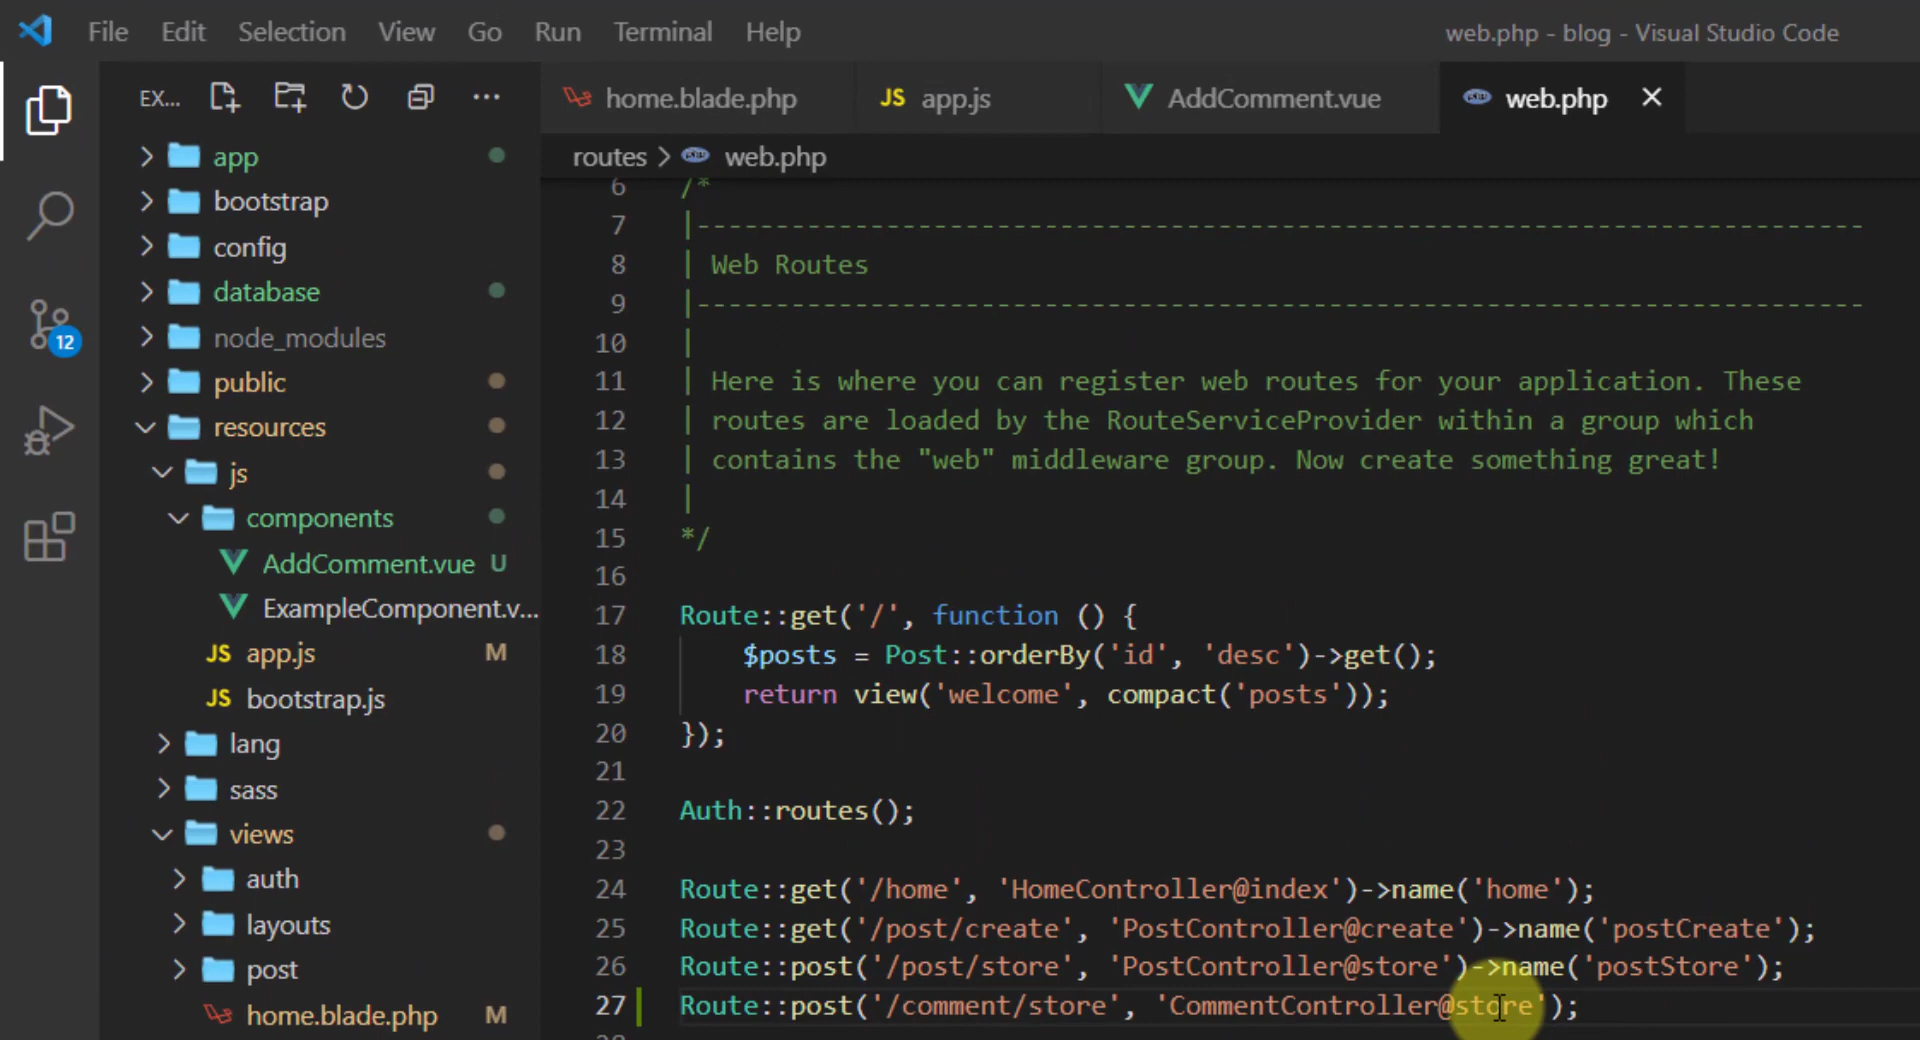 File Edit Selection View Go Run Terminal Help web.php - blog - Visual Studio Code
EX... ...
JS home.blade.php JS app.js AddComment.vue web.php
routes > web.php
app
bootstrap
config
database
12
node_modules
public
resources
js
components
AddComment.vue U
ExampleComponent.v...
JS app.js M
JS bootstrap.js
lang
sass
views
auth
layouts
post
home.blade.php M
6 /*
7 |--------------------------------------------------------------------------
8 | Web Routes
9 |--------------------------------------------------------------------------
10 |
11 | Here is where you can register web routes for your application. These
12 | routes are loaded by the RouteServiceProvider within a group which
13 | contains the "web" middleware group. Now create something great!
14 |
15 */
16
17 Route::get('/', function () {
18 $posts = Post::orderBy('id', 'desc')->get();
19 return view('welcome', compact('posts'));
20 });
21
22 Auth::routes();
23
24 Route::get('/home', 'HomeController@index')->name('home');
25 Route::get('/post/create', 'PostController@create')->name('postCreate');
26 Route::post('/post/store', 'PostController@store')->name('postStore');
27 Route::post('/comment/store', 'CommentController@store');